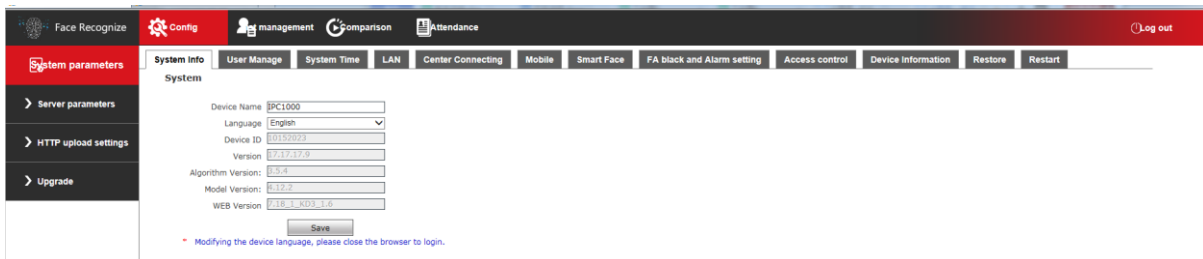 Face Recognize Config management Comparison Attendance Log out
System parameters
Server parameters
HTTP upload settings
Upgrade
System Info User Manage System Time LAN Center Connecting Mobile Smart Face FA black and Alarm setting Access control Device Information Restore Restart
System
Device Name IPC1000
Language English
Device ID 10152023
Version 17.17.17.9
Algorithm Version: 3.5.4
Model Version: 4.12.2
WEB Version 7.18_1_KD3_1.6
Save
* Modifying the device language, please close the browser to login.